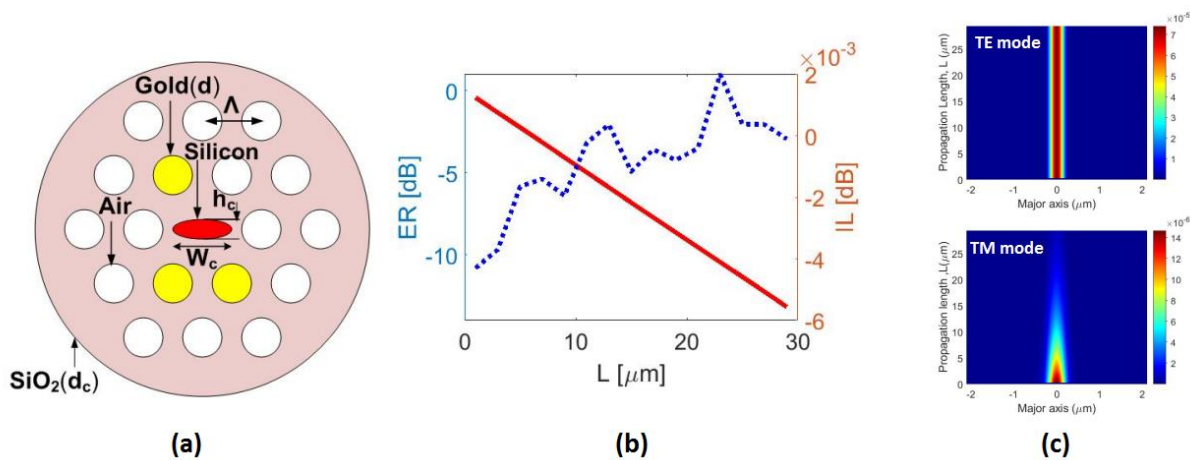 Gold(d)
Λ
Silicon
h_c
Air
W_c
SiO₂(d_c)
(a)
×10⁻³
ER [dB]
0
-5
-10
IL [dB]
2
0
-2
-4
-6
0 10 20 30
L [μm]
(b)
×10⁻⁵
TE mode
Propagation Length, L (μm)
25
20
15
10
5
0
-2 -1 0 1 2
Major axis (μm)
7
6
5
4
3
2
1
×10⁻⁶
TM mode
Propagation length ,L(μm)
25
20
15
10
5
0
-2 -1 0 1 2
Major axis (μm)
14
12
10
8
6
4
2
(c)